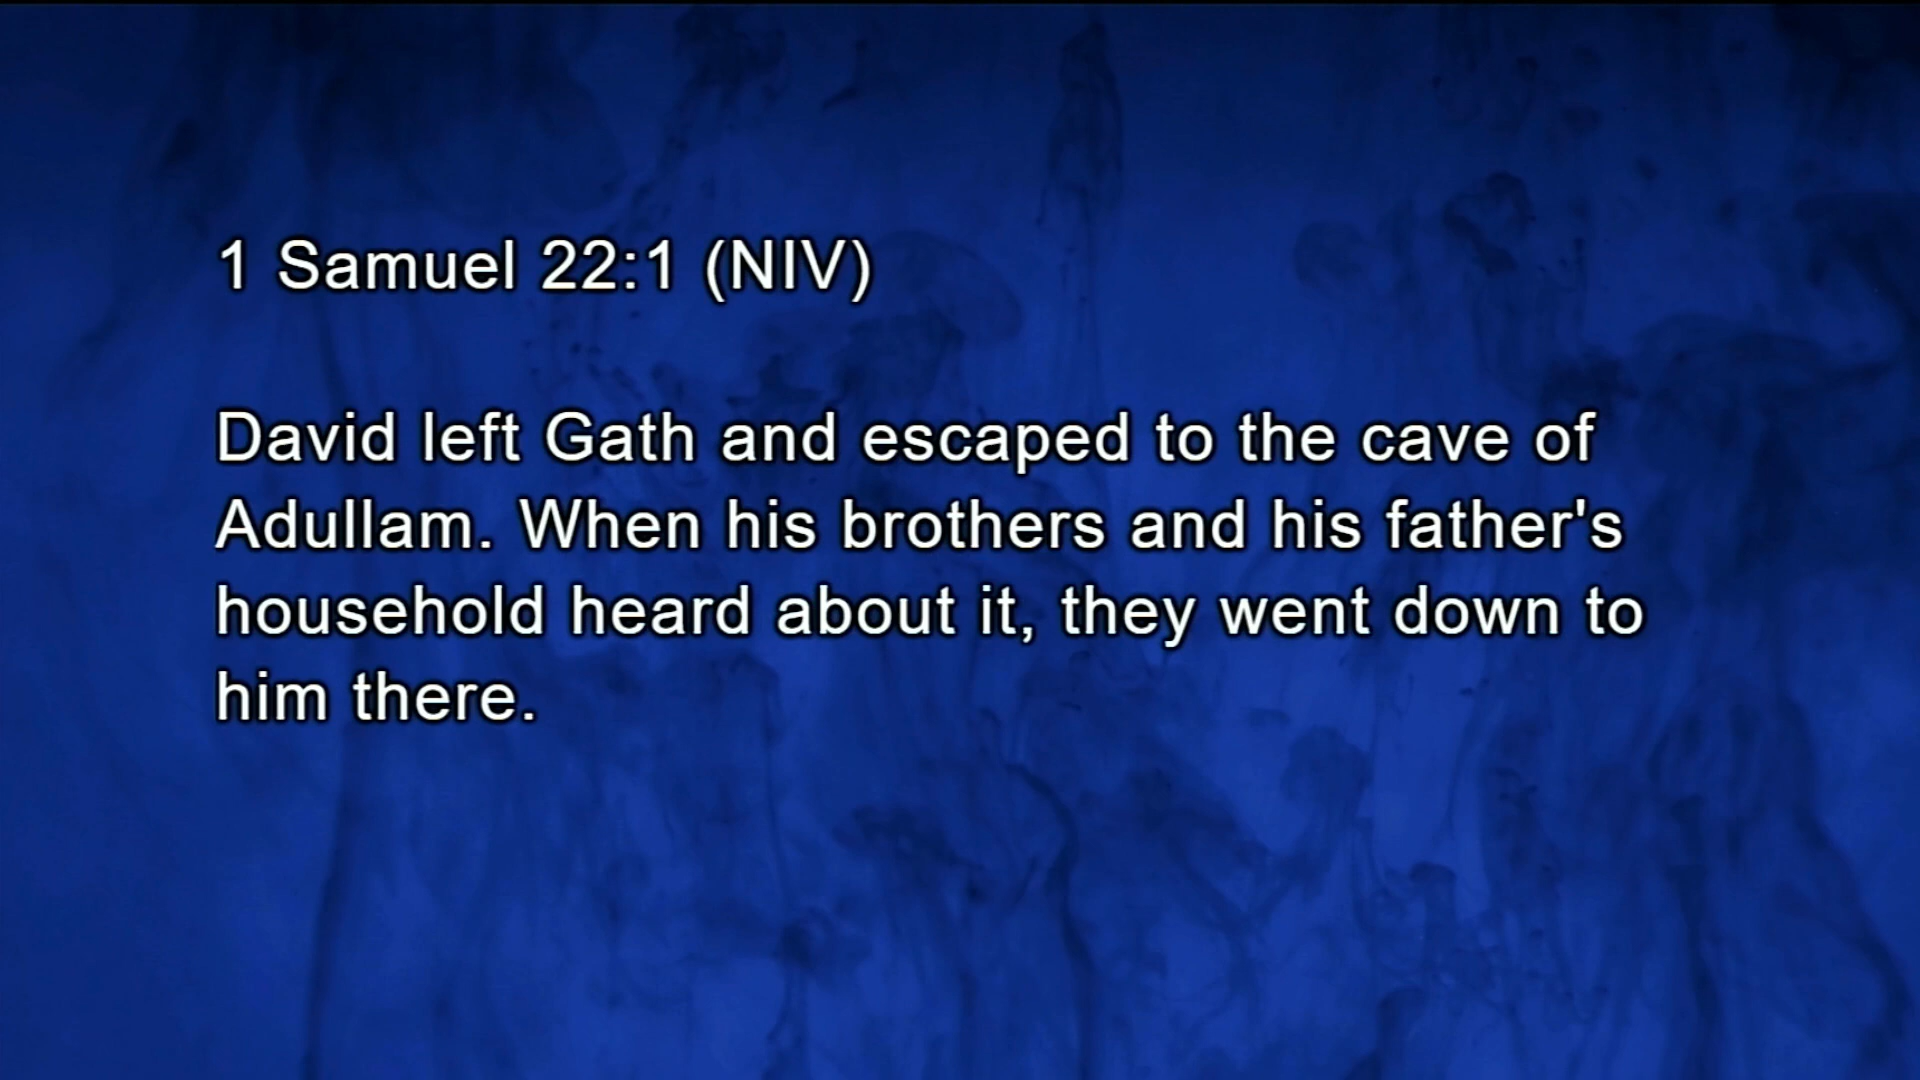 1 Samuel 22:1 (NIV)
David left Gath and escaped to the cave of
Adullam. When his brothers and his father's
household heard about it, they went down to
him there.